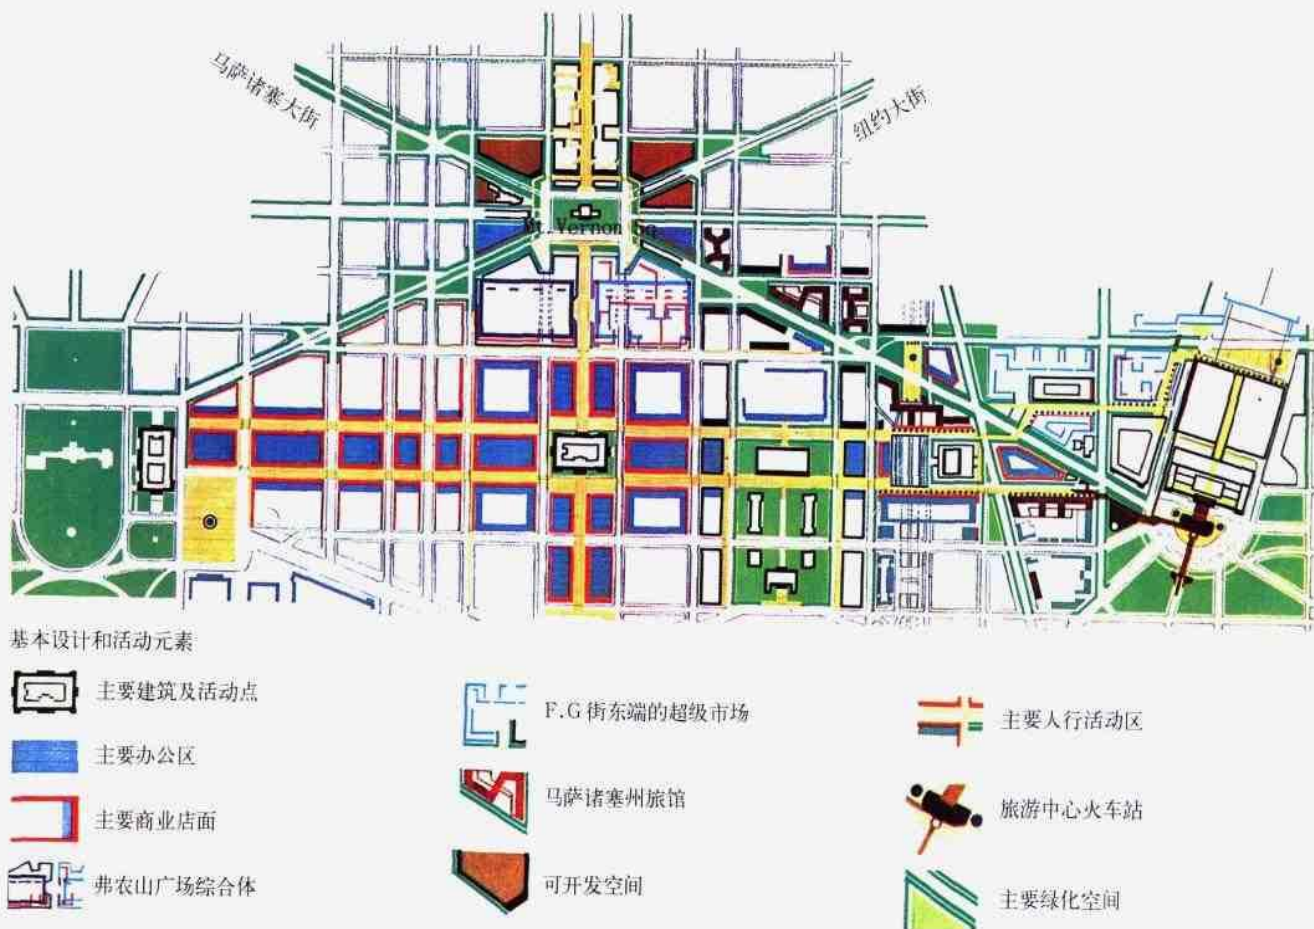 马萨诸塞大街
纽约大街
Mt.Vernon Sq
基本设计和活动元素
主要建筑及活动点
主要办公区
主要商业店面
弗农山广场综合体
F.G街东端的超级市场
马萨诸塞州旅馆
可开发空间
主要人行活动区
旅游中心火车站
主要绿化空间